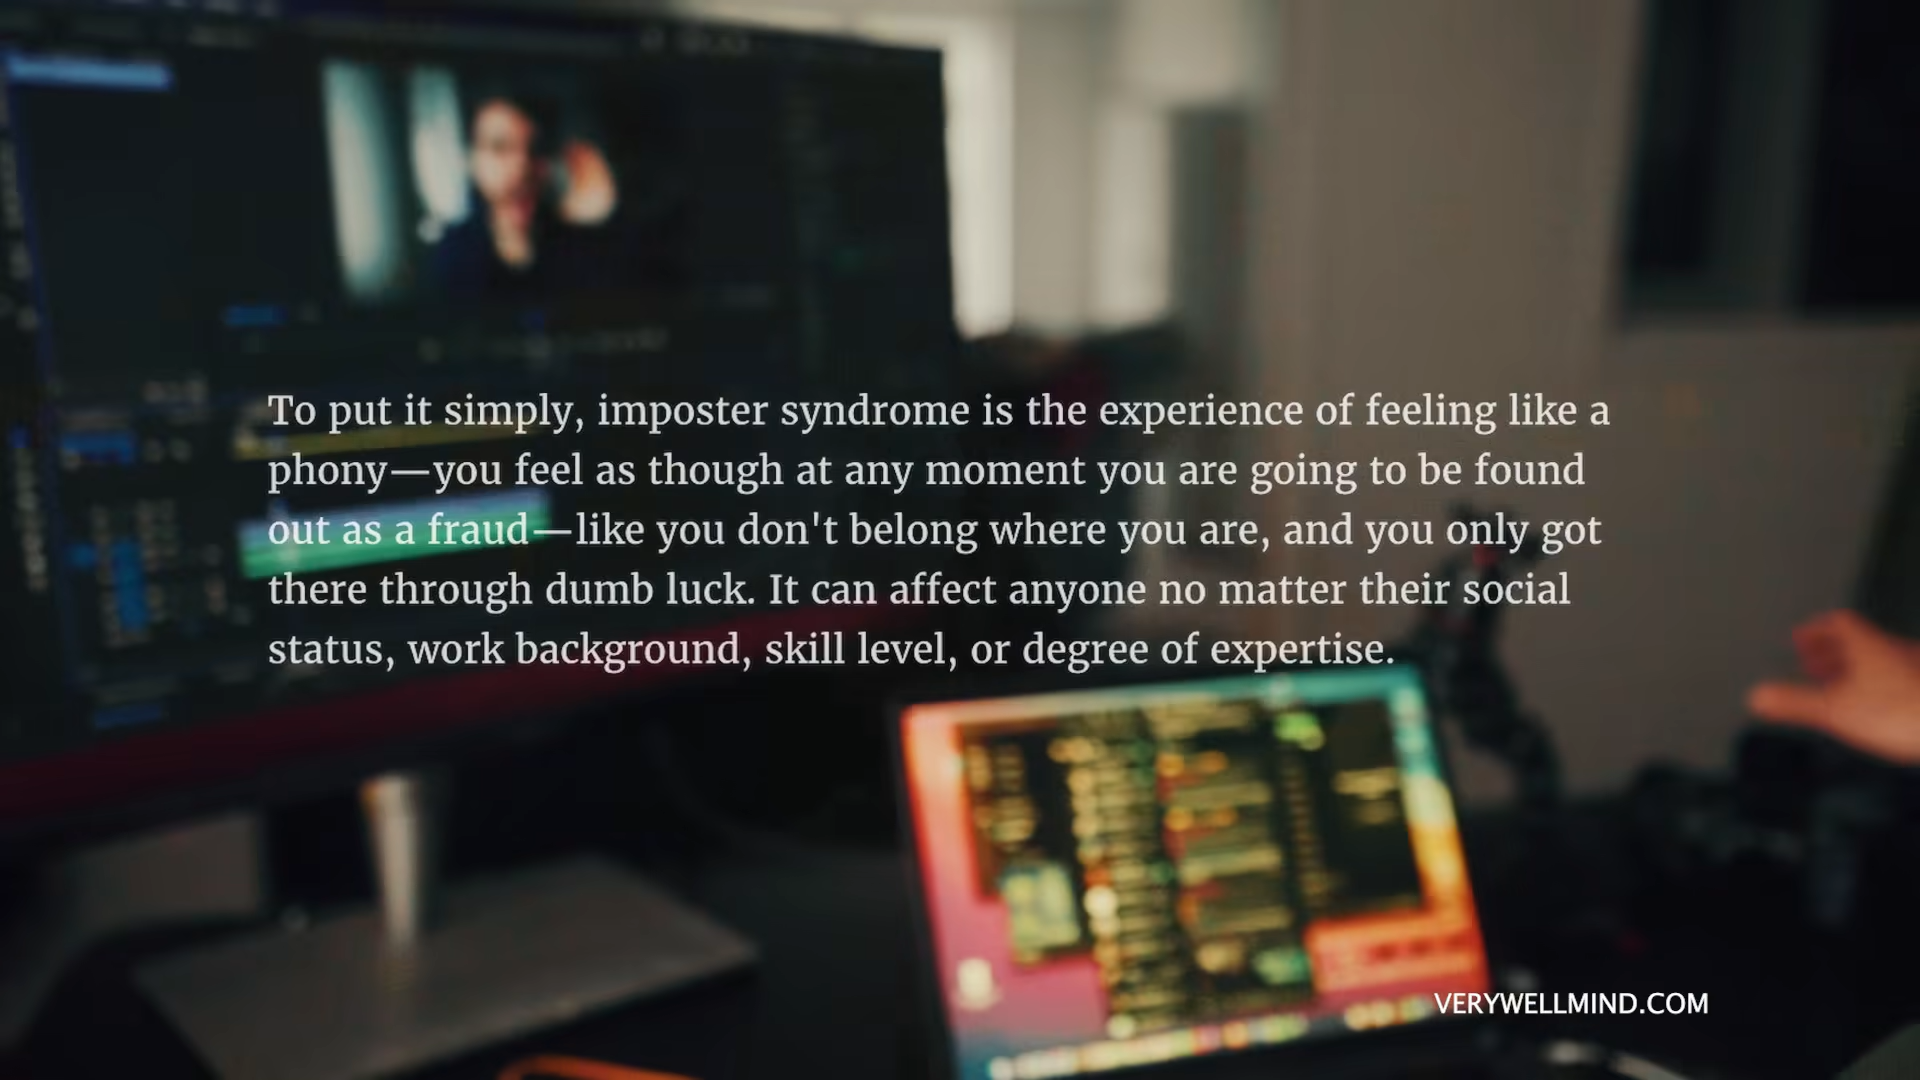 To put it simply, imposter syndrome is the experience of feeling like a
phony—you feel as though at any moment you are going to be found
out as a fraud—like you don't belong where you are, and you only got
there through dumb luck. It can affect anyone no matter their social
status, work background, skill level, or degree of expertise.
VERYWELLMIND.COM